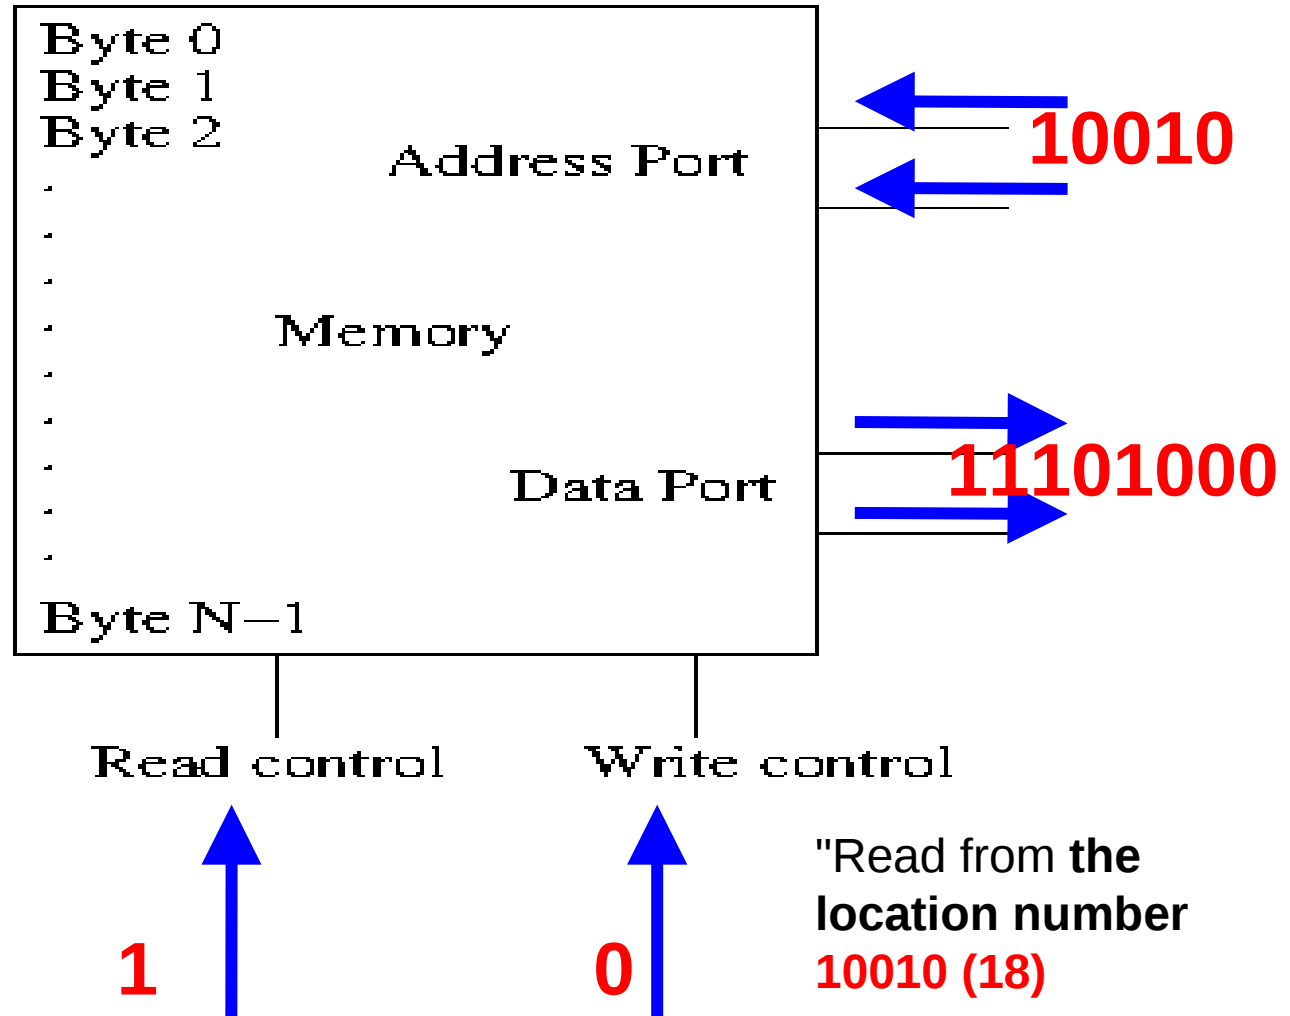 Byte 0
Byte 1
Byte 2
.
.
.
.
.
.
.
.
.
Byte N-1
Address Port
10010
Memory
Data Port
11101000
Read control
Write control
1
0
"Read from the
location number
10010 (18)